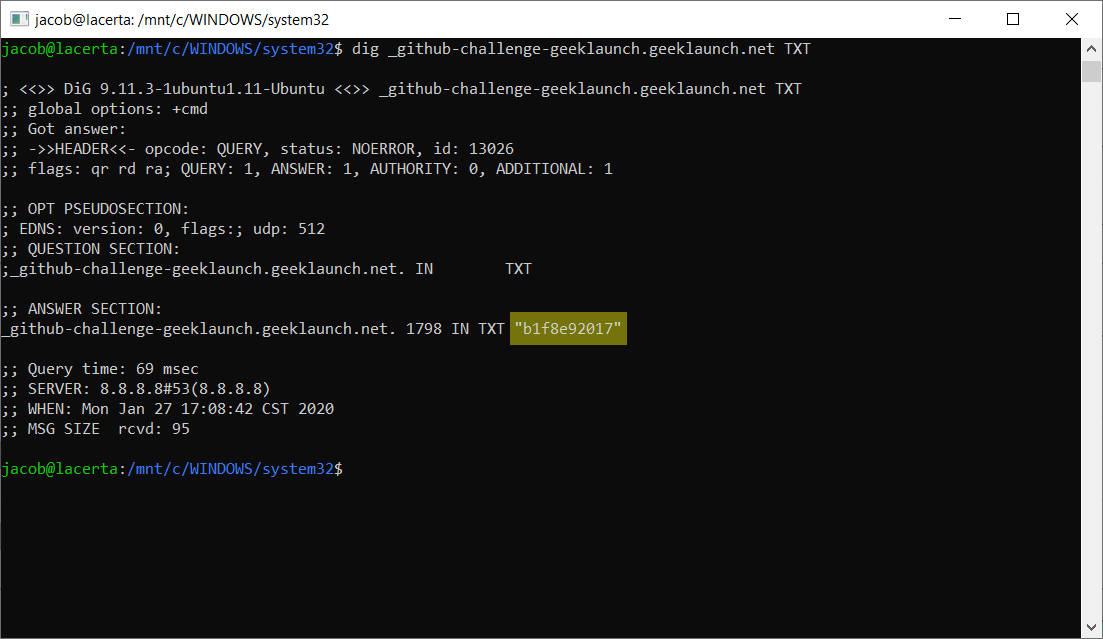 jacob@lacerta: /mnt/c/WINDOWS/system32
jacob@lacerta:/mnt/c/WINDOWS/system32$ dig _github-challenge-geeklaunch.geeklaunch.net TXT
; <<>> DiG 9.11.3-1ubuntu1.11-Ubuntu <<>> _github-challenge-geeklaunch.geeklaunch.net TXT
;; global options: +cmd
;; Got answer:
;; ->>HEADER<<- opcode: QUERY, status: NOERROR, id: 13026
;; flags: qr rd ra; QUERY: 1, ANSWER: 1, AUTHORITY: 0, ADDITIONAL: 1
;; OPT PSEUDOSECTION:
; EDNS: version: 0, flags:; udp: 512
;; QUESTION SECTION:
;_github-challenge-geeklaunch.geeklaunch.net. IN        TXT
;; ANSWER SECTION:
_github-challenge-geeklaunch.geeklaunch.net. 1798 IN TXT "b1f8e92017"
;; Query time: 69 msec
;; SERVER: 8.8.8.8#53(8.8.8.8)
;; WHEN: Mon Jan 27 17:08:42 CST 2020
;; MSG SIZE  rcvd: 95
jacob@lacerta:/mnt/c/WINDOWS/system32$